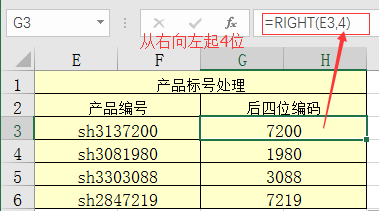 G3 =RIGHT(E3,4)
从右向左起4位
E F G H
1 产品标号处理
2 产品编号 后四位编码
3 sh3137200 7200
4 sh3081980 1980
5 sh3303088 3088
6 sh2847219 7219